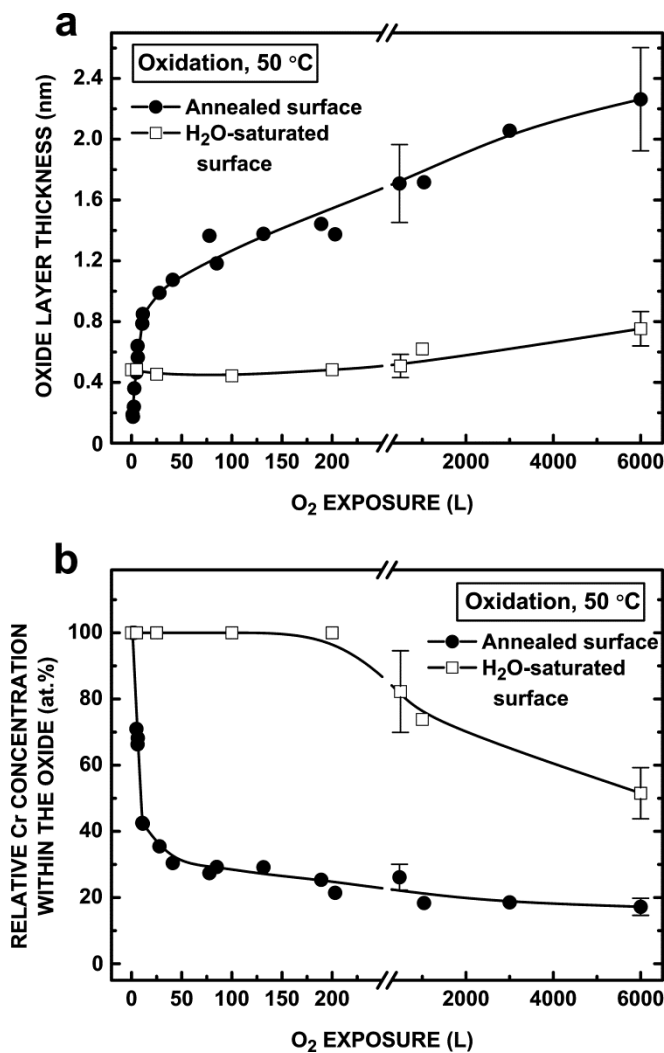 a
Oxidation, 50 °C
Annealed surface
H₂O-saturated
surface
OXIDE LAYER THICKNESS (nm)
2.4
2.0
1.6
1.2
0.8
0.4
0
0 50 100 150 200 2000 4000 6000
O₂ EXPOSURE (L)
b
Oxidation, 50 °C
Annealed surface
H₂O-saturated
surface
RELATIVE Cr CONCENTRATION
WITHIN THE OXIDE (at.%)
100
80
60
40
20
0
0 50 100 150 200 2000 4000 6000
O₂ EXPOSURE (L)